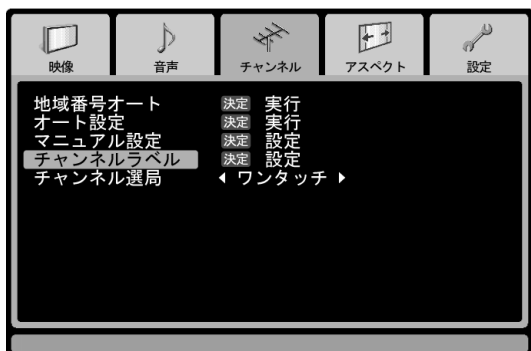 映像 音声 チャンネル アスペクト 設定
地域番号オート 決定 実行
オート設定 決定 実行
マニュアル設定 決定 設定
チャンネルラベル 決定 設定
チャンネル選局 ワンタッチ